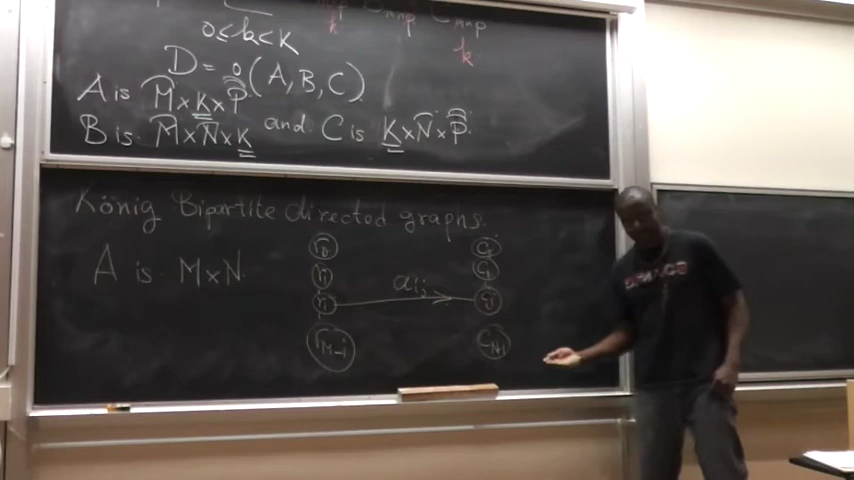 0≤k<K
k
k
D = o(A, B, C)
A is M×K×P
B is M×N×K and C is K×N×P
König Bipartite directed graphs.
A is M×N
r0 c0
r1 c1
ri aij cj
rM-1 cN-1